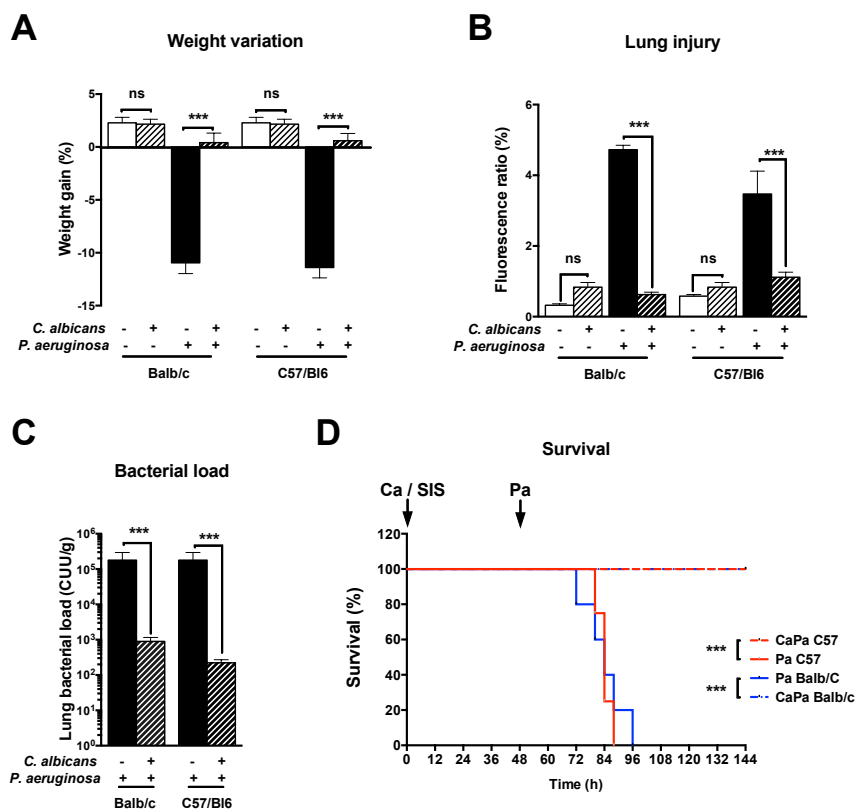 A
Weight variation
Weight gain (%)
5
0
-5
-10
-15
ns
***
ns
***
C. albicans - + - + - + - +
P. aeruginosa - - + + - - + +
Balb/c C57/Bl6
B
Lung injury
Fluorescence ratio (%)
6
4
2
0
ns
***
ns
***
C. albicans - + - + - + - +
P. aeruginosa - - + + - - + +
Balb/c C57/Bl6
C
Bacterial load
Lung bacterial load (CUU/g)
10⁶
10⁵
10⁴
10³
10²
10¹
10⁰
*** ***
C. albicans - + - +
P. aeruginosa + + + +
Balb/c C57/Bl6
D
Survival
Ca / SIS Pa
Survival (%)
120
100
80
60
40
20
0
0 12 24 36 48 60 72 84 96 108 120 132 144
Time (h)
CaPa C57
*** Pa C57
Pa Balb/C
*** CaPa Balb/c